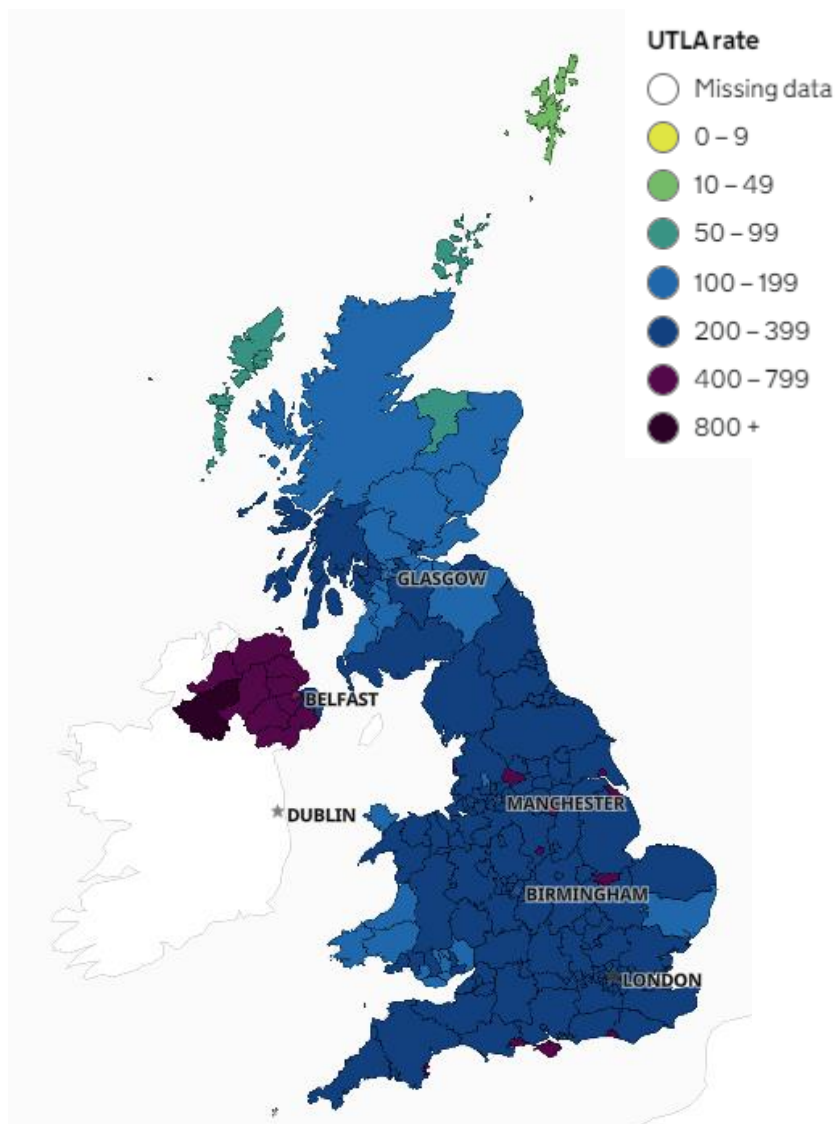 UTLA rate
Missing data
0 – 9
10 – 49
50 – 99
100 – 199
200 – 399
400 – 799
800 +
GLASGOW
BELFAST
MANCHESTER
DUBLIN
BIRMINGHAM
LONDON